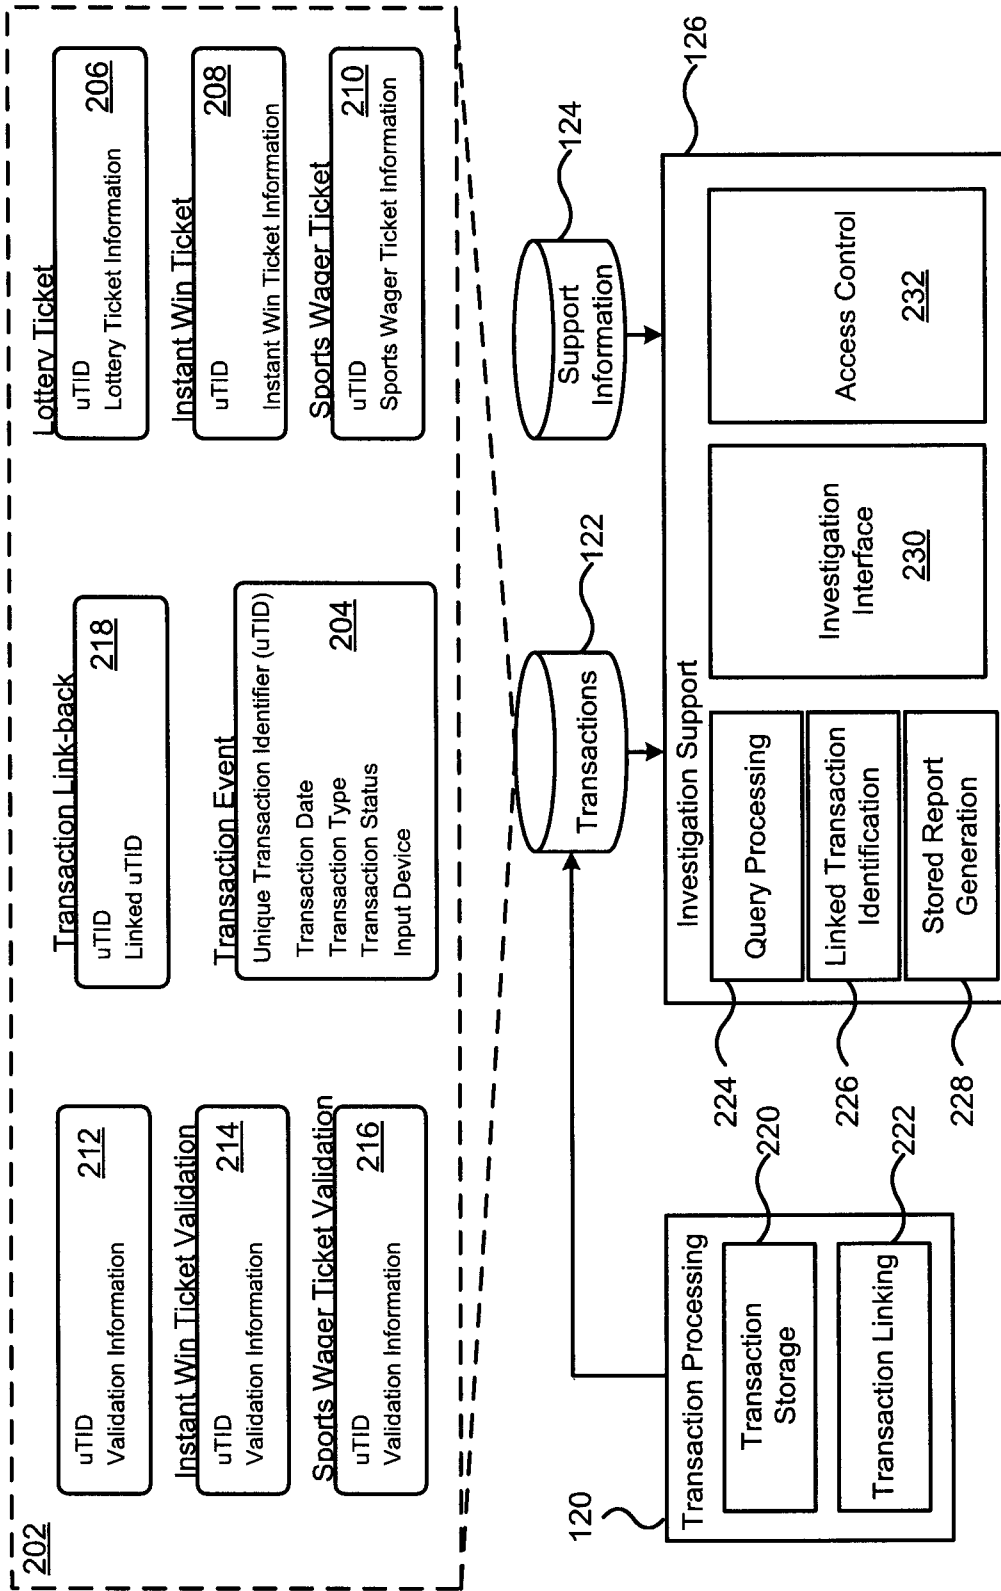 202
uTID
Validation Information
212
Instant Win Ticket Validation
uTID
Validation Information
214
Sports Wager Ticket Validation
uTID
Validation Information
216
Transaction Link-back
uTID
Linked uTID
218
Transaction Event
Unique Transaction Identifier (uTID)
Transaction Date
Transaction Type
Transaction Status
Input Device
204
Lottery Ticket
uTID
Lottery Ticket Information
206
Instant Win Ticket
uTID
Instant Win Ticket Information
208
Sports Wager Ticket
uTID
Sports Wager Ticket Information
210
Transactions
122
Support
Information
124
120
Transaction Processing
Transaction
Storage
220
Transaction Linking
222
Investigation Support
126
Query Processing
224
Linked Transaction
Identification
226
Stored Report
Generation
228
Investigation
Interface
230
Access Control
232